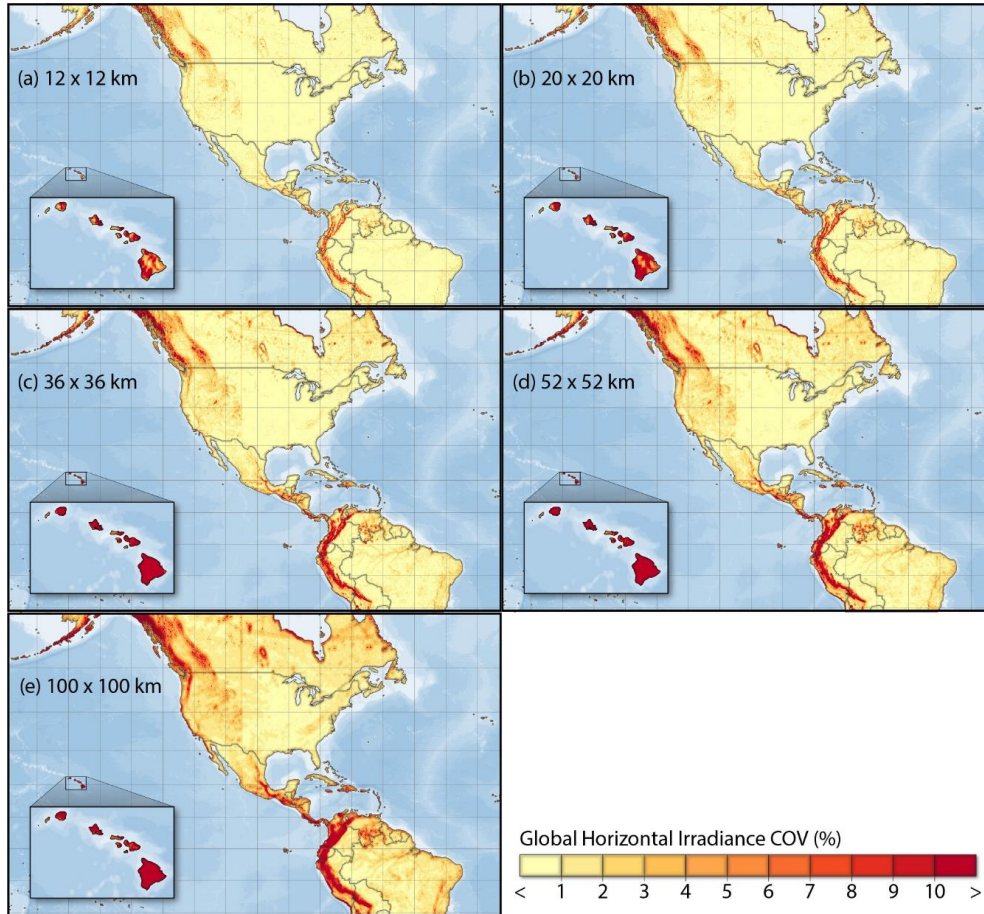 (a) 12 x 12 km
(b) 20 x 20 km
(c) 36 x 36 km
(d) 52 x 52 km
(e) 100 x 100 km
Global Horizontal Irradiance COV (%)
< 1 2 3 4 5 6 7 8 9 10 >